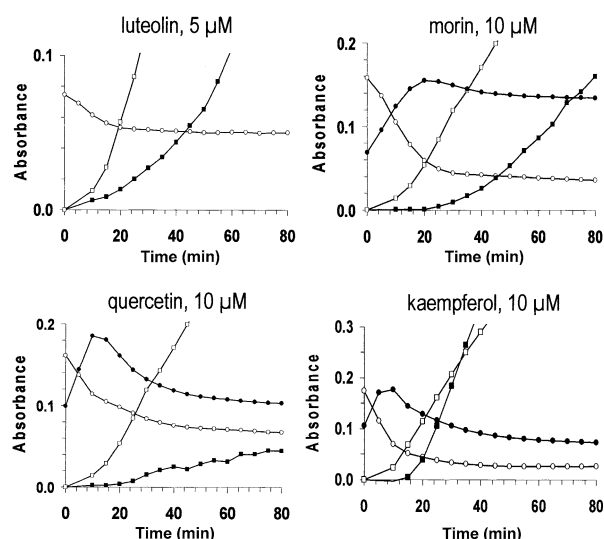 luteolin, 5 µM
0.1
0.0
Absorbance
0 20 40 60 80
Time (min)
morin, 10 µM
0.2
0.1
0.0
Absorbance
0 20 40 60 80
Time (min)
quercetin, 10 µM
0.2
0.1
0.0
Absorbance
0 20 40 60 80
Time (min)
kaempferol, 10 µM
0.3
0.2
0.1
0.0
Absorbance
0 20 40 60 80
Time (min)